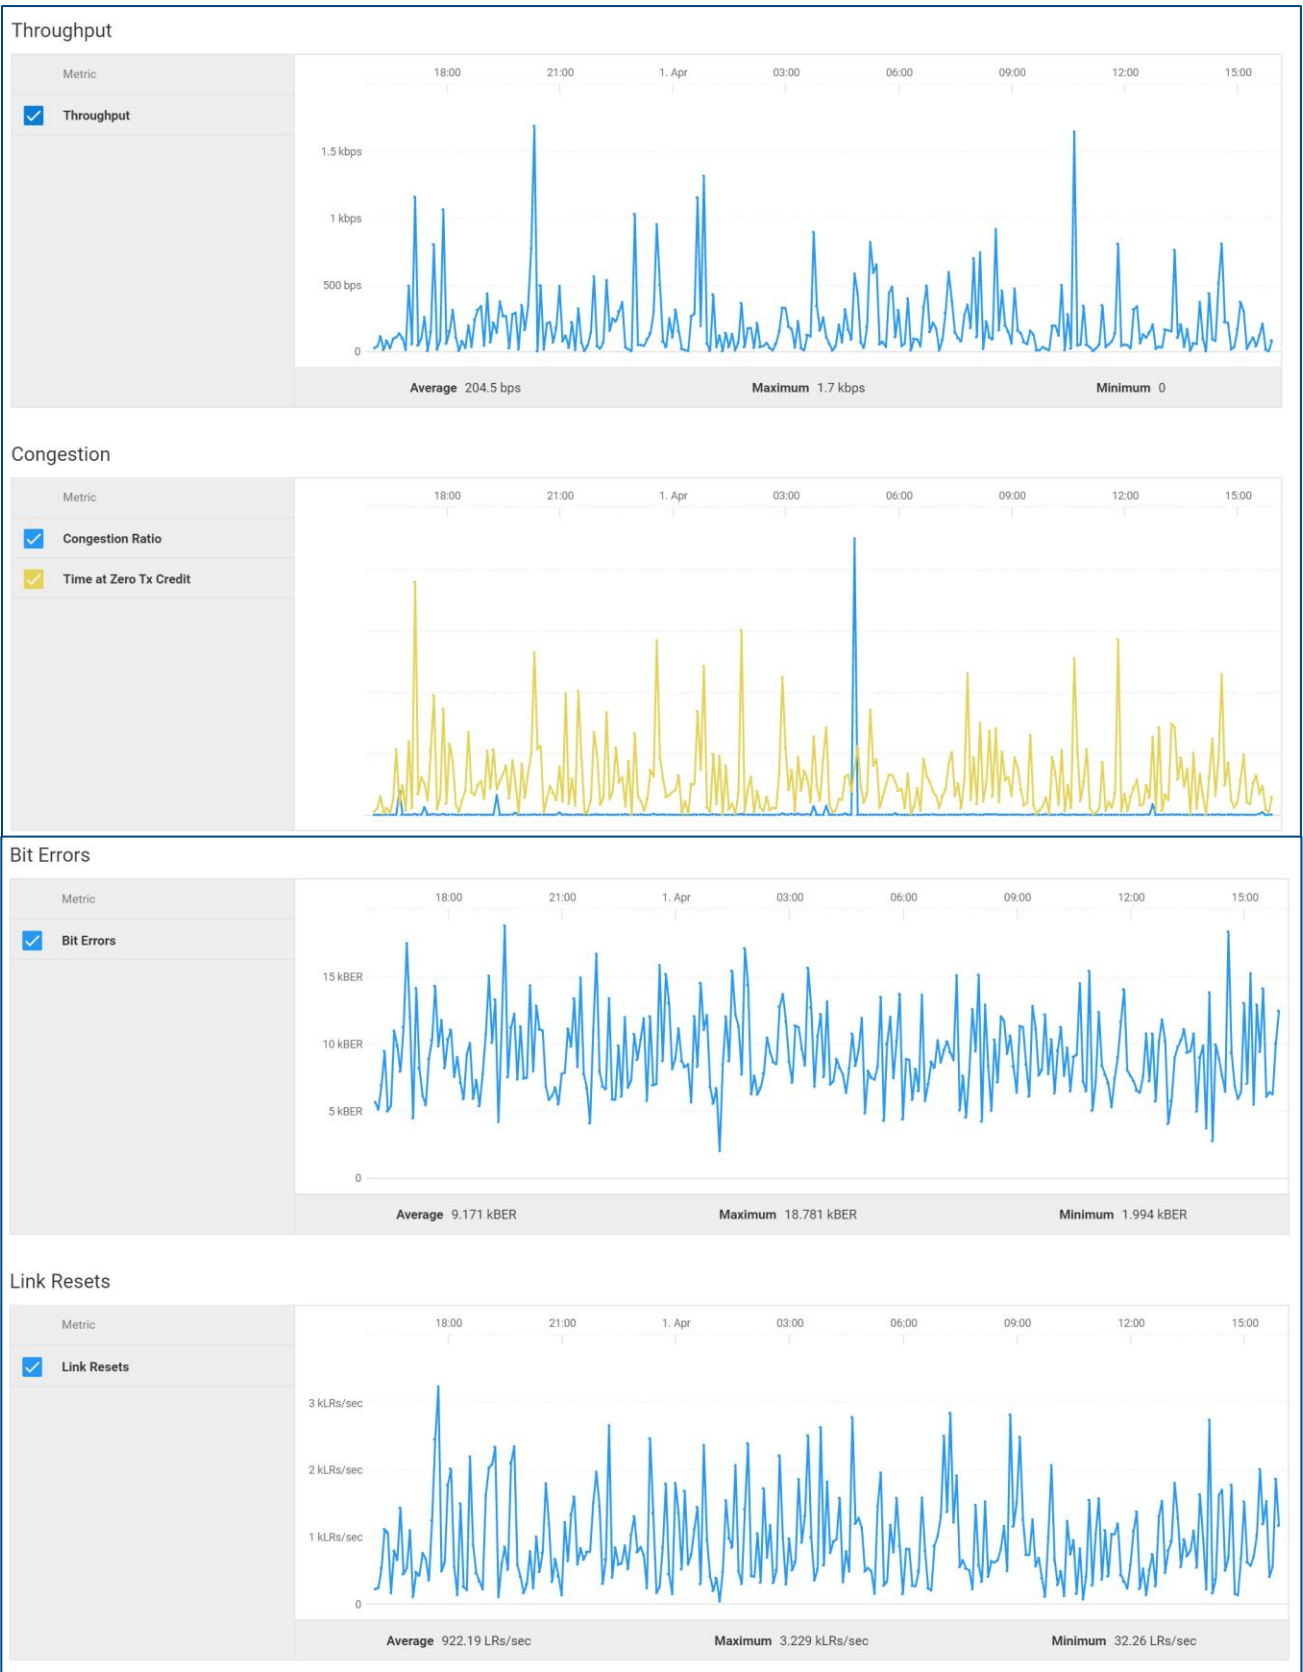 Throughput
Metric
18:00 21:00 1. Apr 03:00 06:00 09:00 12:00 15:00
Throughput
1.5 kbps
1 kbps
500 bps
0
Average 204.5 bps Maximum 1.7 kbps Minimum 0
Congestion
Metric
18:00 21:00 1. Apr 03:00 06:00 09:00 12:00 15:00
Congestion Ratio
Time at Zero Tx Credit
Bit Errors
Metric
18:00 21:00 1. Apr 03:00 06:00 09:00 12:00 15:00
Bit Errors
15 kBER
10 kBER
5 kBER
0
Average 9.171 kBER Maximum 18.781 kBER Minimum 1.994 kBER
Link Resets
Metric
18:00 21:00 1. Apr 03:00 06:00 09:00 12:00 15:00
Link Resets
3 kLRs/sec
2 kLRs/sec
1 kLRs/sec
0
Average 922.19 LRs/sec Maximum 3.229 kLRs/sec Minimum 32.26 LRs/sec